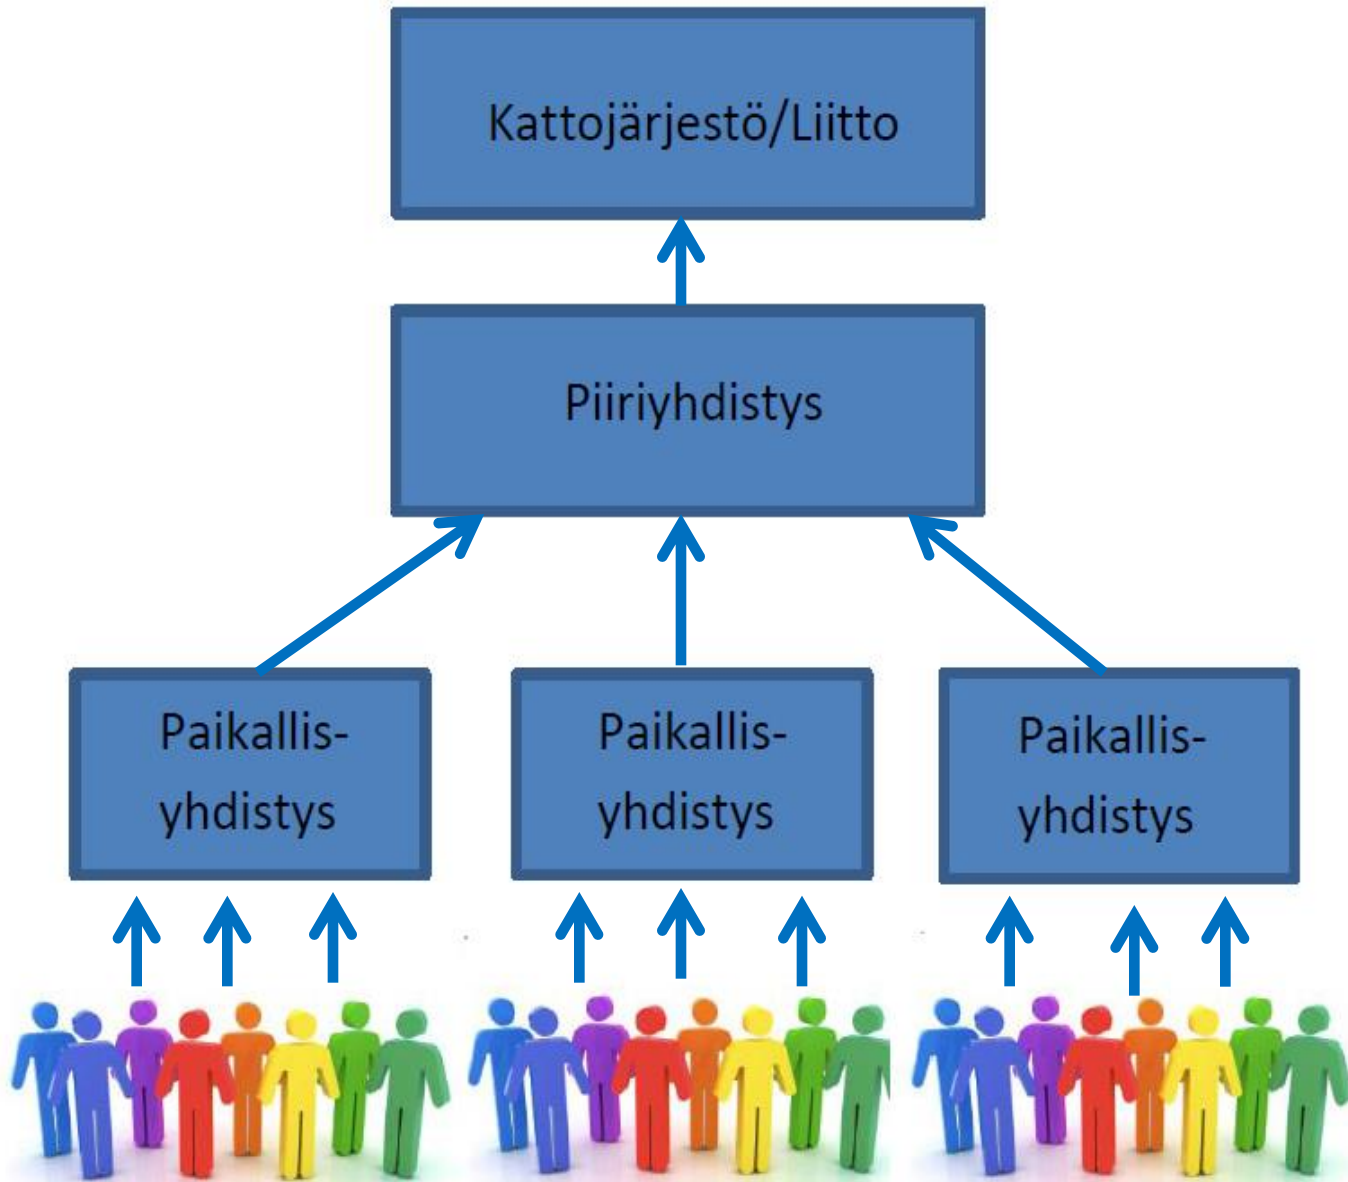 Kattojärjestö/Liitto
Piiriyhdistys
Paikallis-
yhdistys
Paikallis-
yhdistys
Paikallis-
yhdistys